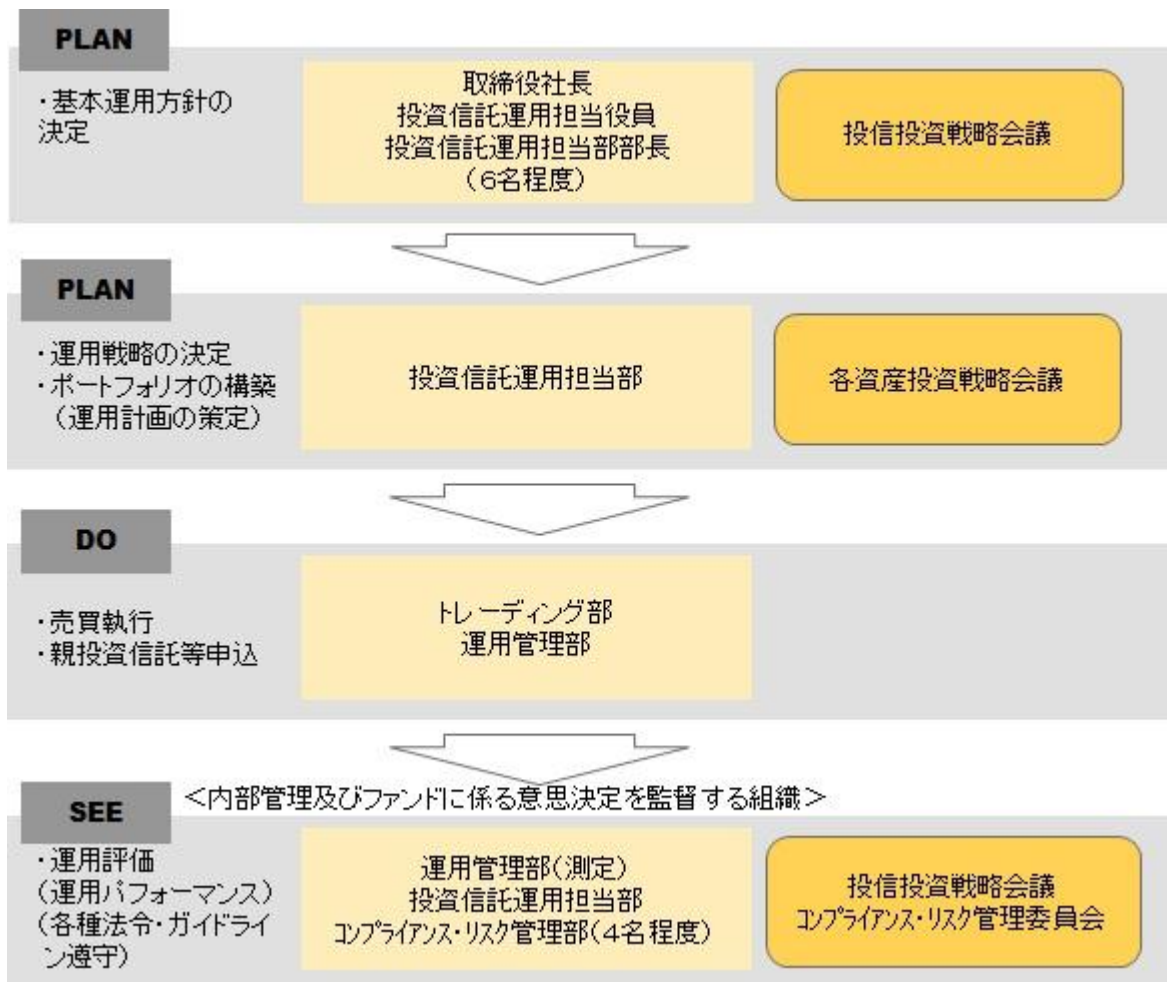 PLAN
・基本運用方針の
決定
取締役社長
投資信託運用担当役員
投資信託運用担当部部長
（6名程度）
投信投資戦略会議
PLAN
・運用戦略の決定
・ポートフォリオの構築
（運用計画の策定）
投資信託運用担当部
各資産投資戦略会議
DO
・売買執行
・親投資信託等申込
トレーディング部
運用管理部
SEE
＜内部管理及びファンドに係る意思決定を監督する組織＞
・運用評価
（運用パフォーマンス）
（各種法令・ガイドライ
ン遵守）
運用管理部（測定）
投資信託運用担当部
ｺﾝﾌﾟﾗｲｱﾝｽ・ﾘｽｸ管理部（4名程度）
投信投資戦略会議
ｺﾝﾌﾟﾗｲｱﾝｽ・ﾘｽｸ管理委員会